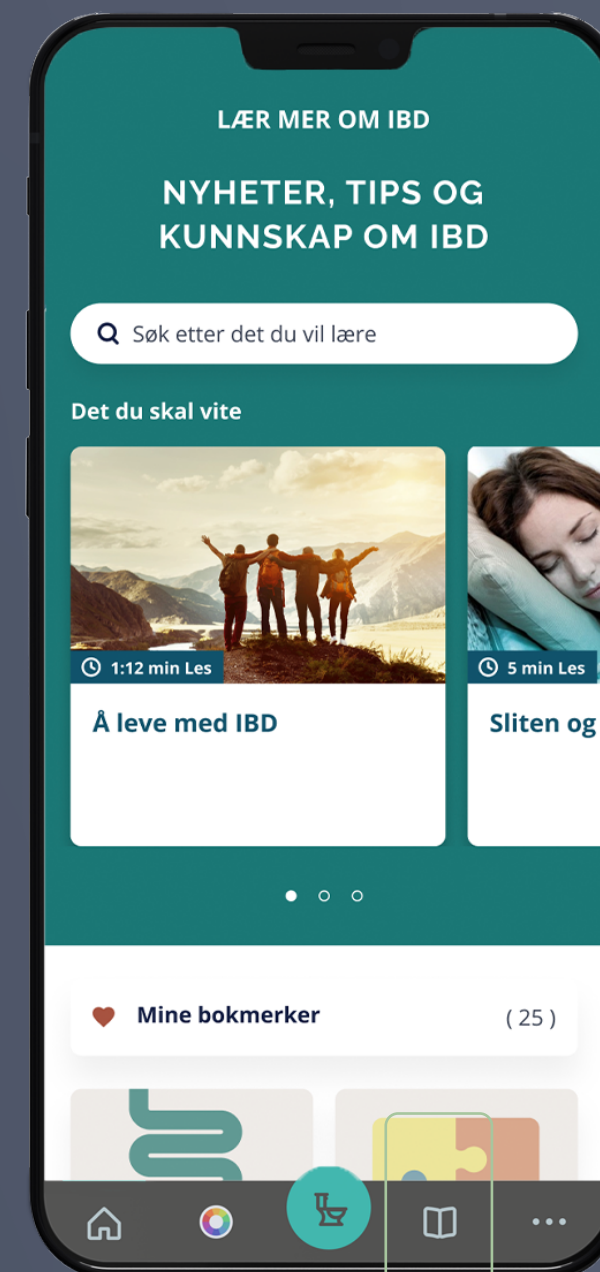 LÆR MER OM IBD
NYHETER, TIPS OG
KUNNSKAP OM IBD
Søk etter det du vil lære
Det du skal vite
1:12 min Les
5 min Les
Å leve med IBD
Sliten og
Mine bokmerker
( 25 )